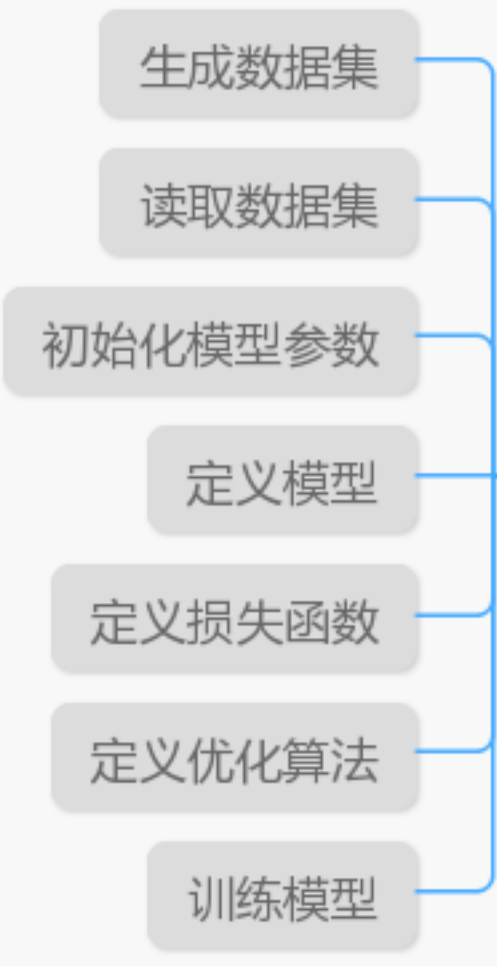 生成数据集
读取数据集
初始化模型参数
定义模型
定义损失函数
定义优化算法
训练模型